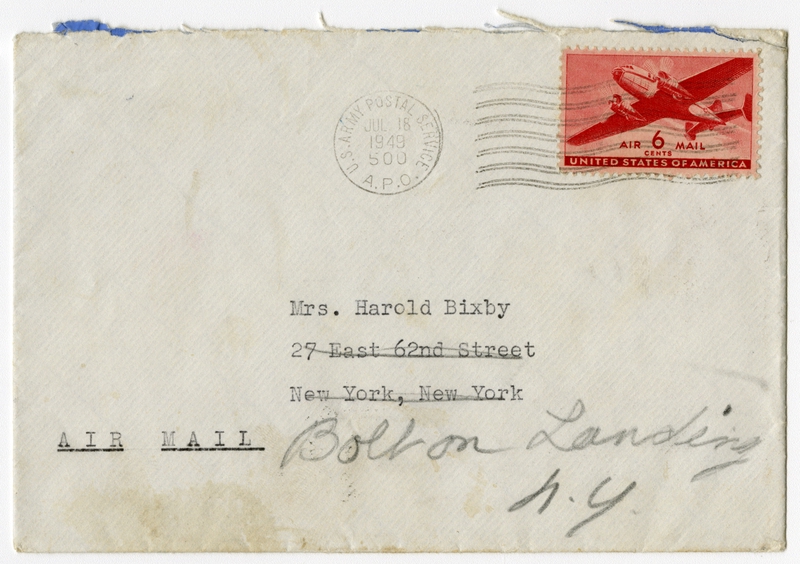 U.S. ARMY POSTAL SERVICE
JUL 18
1949
500
A.P.O.
AIR 6 MAIL
CENTS
UNITED STATES OF AMERICA
Mrs. Harold Bixby
27 East 62nd Street
New York, New York
AIR MAIL
Bolton Landing
N.Y.